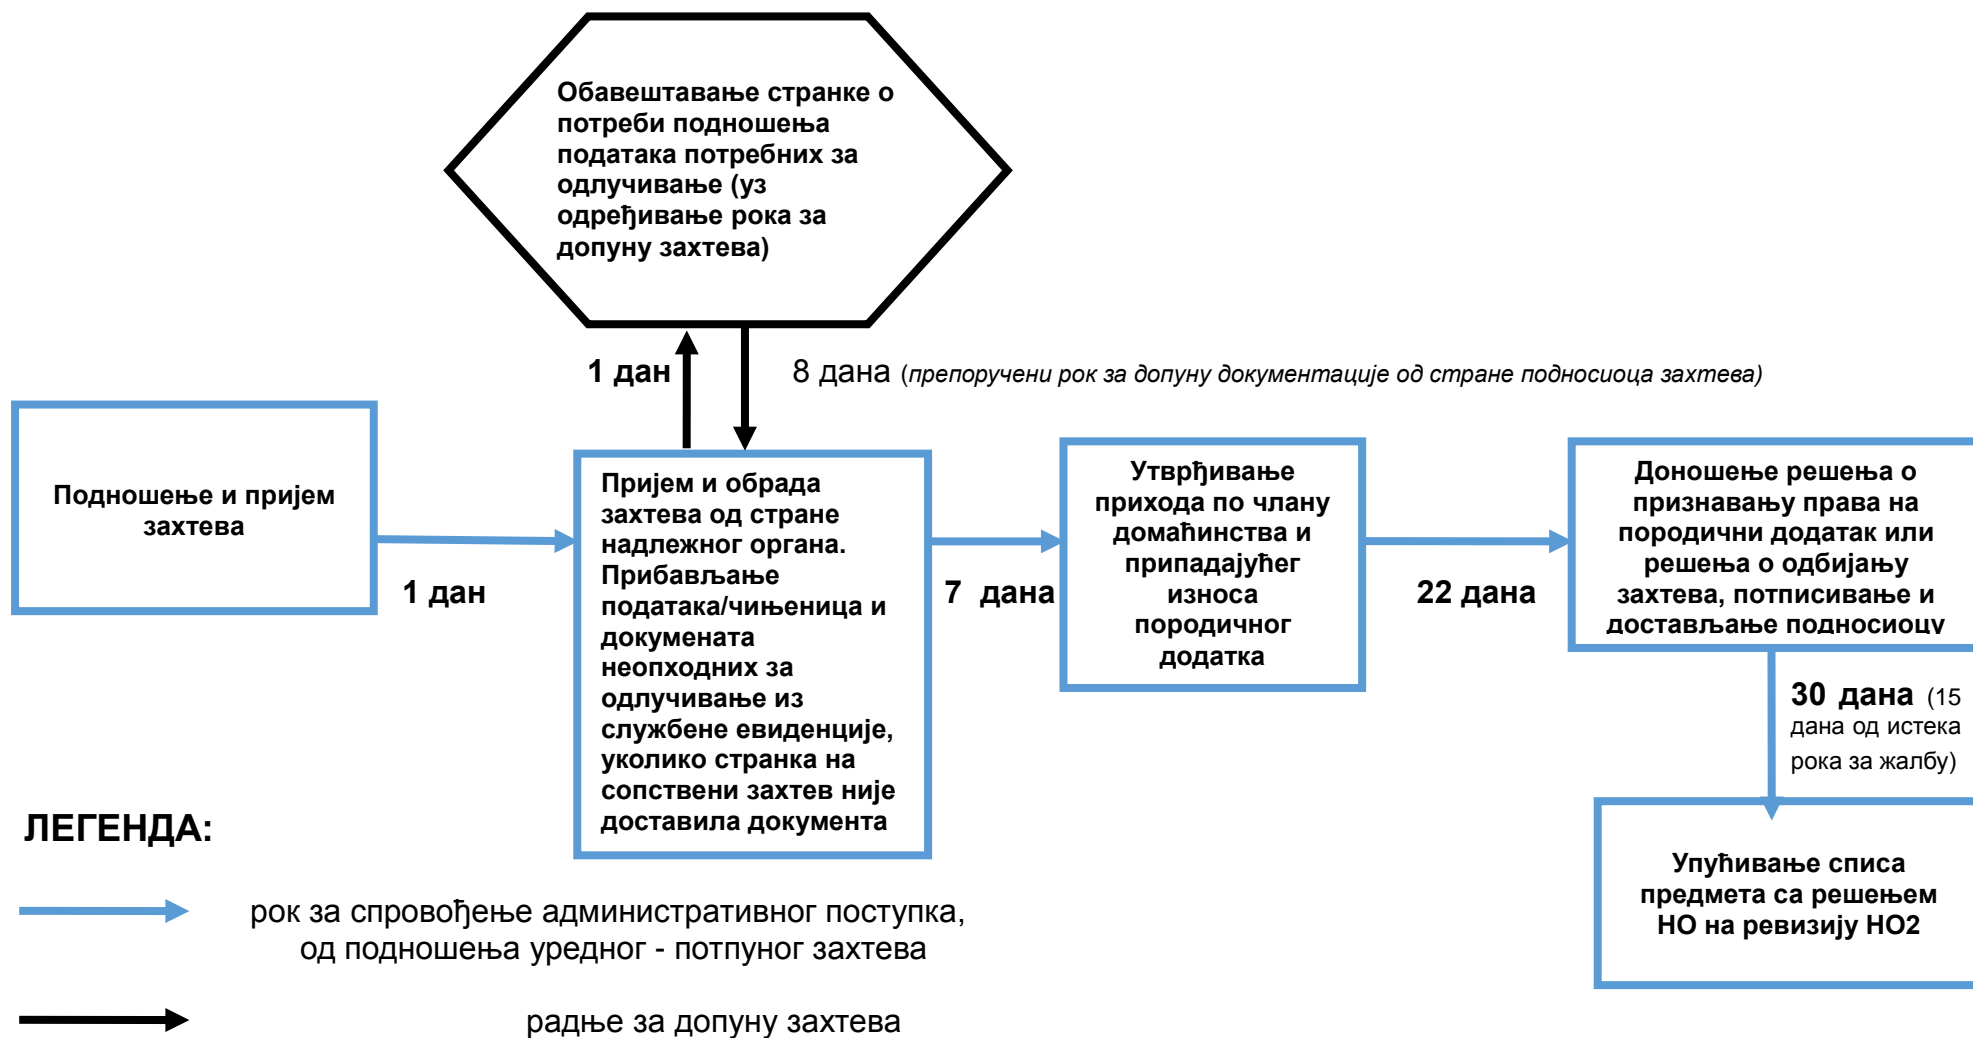 Обавештавање странке о
потреби подношења
података потребних за
одлучивање (уз
одређивање рока за
допуну захтева)
1 дан
8 дана (препоручени рок за допуну документације од стране подносиоца захтева)
Подношење и пријем
захтева
1 дан
Пријем и обрада
захтева од стране
надлежног органа.
Прибављање
података/чињеница и
докумената
неопходних за
одлучивање из
службене евиденције,
уколико странка на
сопствени захтев није
доставила документа
7 дана
Утврђивање
прихода по члану
домаћинства и
припадајућег
износа
породичног
додатка
22 дана
Доношење решења о
признавању права на
породични додатак или
решења о одбијању
захтева, потписивање и
достављање подносиоцу
30 дана (15
дана од истека
рока за жалбу)
Упућивање списа
предмета са решењем
НО на ревизију НО2
ЛЕГЕНДА:
рок за спровођење административног поступка,
од подношења уредног - потпуног захтева
радње за допуну захтева